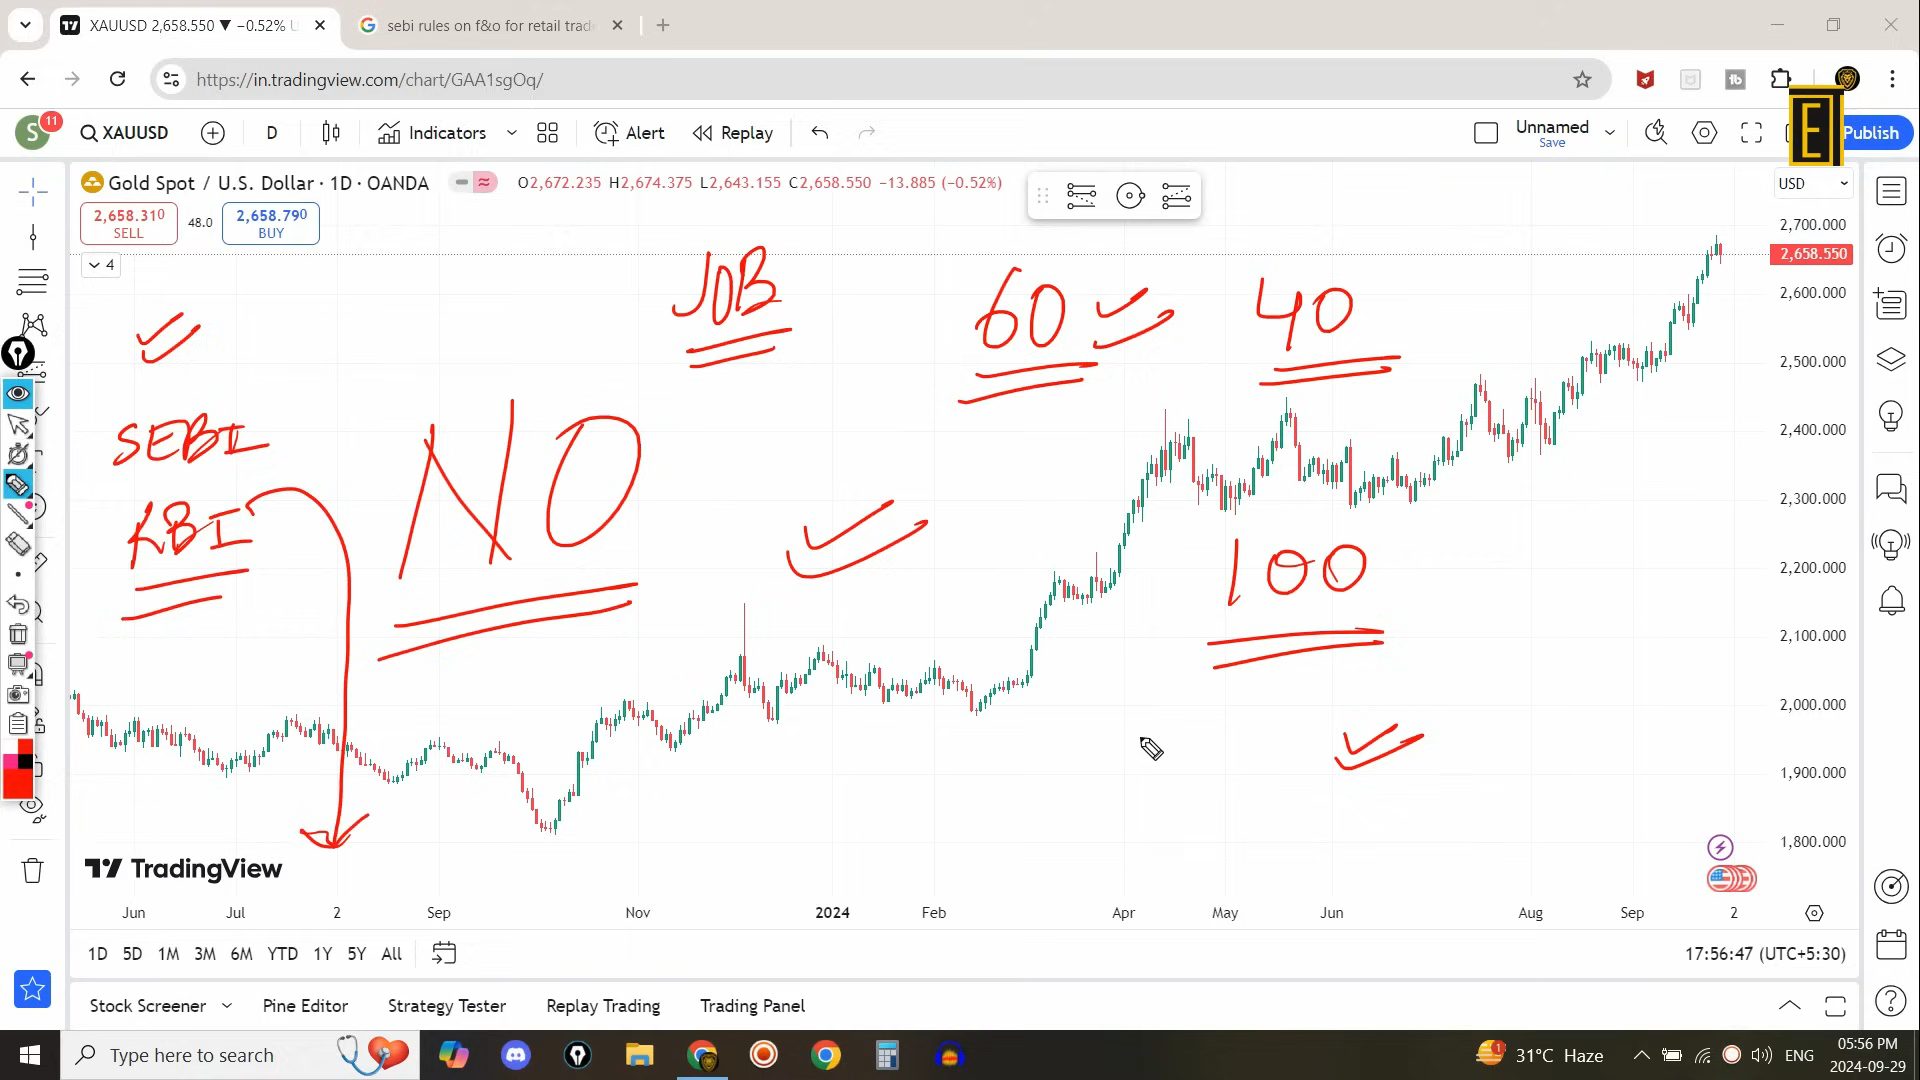 XAUUSD 2,658.550 ▼ −0.52% U
sebi rules on f&o for retail trad
https://in.tradingview.com/chart/GAA1sgOq/
S 11
XAUUSD D Indicators Alert Replay Unnamed Save E Publish
Gold Spot / U.S. Dollar · 1D · OANDA O2,672.235 H2,674.375 L2,643.155 C2,658.550 −13.885 (−0.52%) USD
2,658.310 SELL 48.0 2,658.790 BUY
4
2,700.000
2,658.550
2,600.000
2,500.000
2,400.000
2,300.000
2,200.000
2,100.000
2,000.000
1,900.000
1,800.000
JOB 60 40
SEBI NO
RBI
100
TradingView
Jun Jul 2 Sep Nov 2024 Feb Apr May Jun Aug Sep 2
1D 5D 1M 3M 6M YTD 1Y 5Y All 17:56:47 (UTC+5:30)
Stock Screener Pine Editor Strategy Tester Replay Trading Trading Panel
Type here to search 1 31°C Haze ENG 05:56 PM
2024-09-29